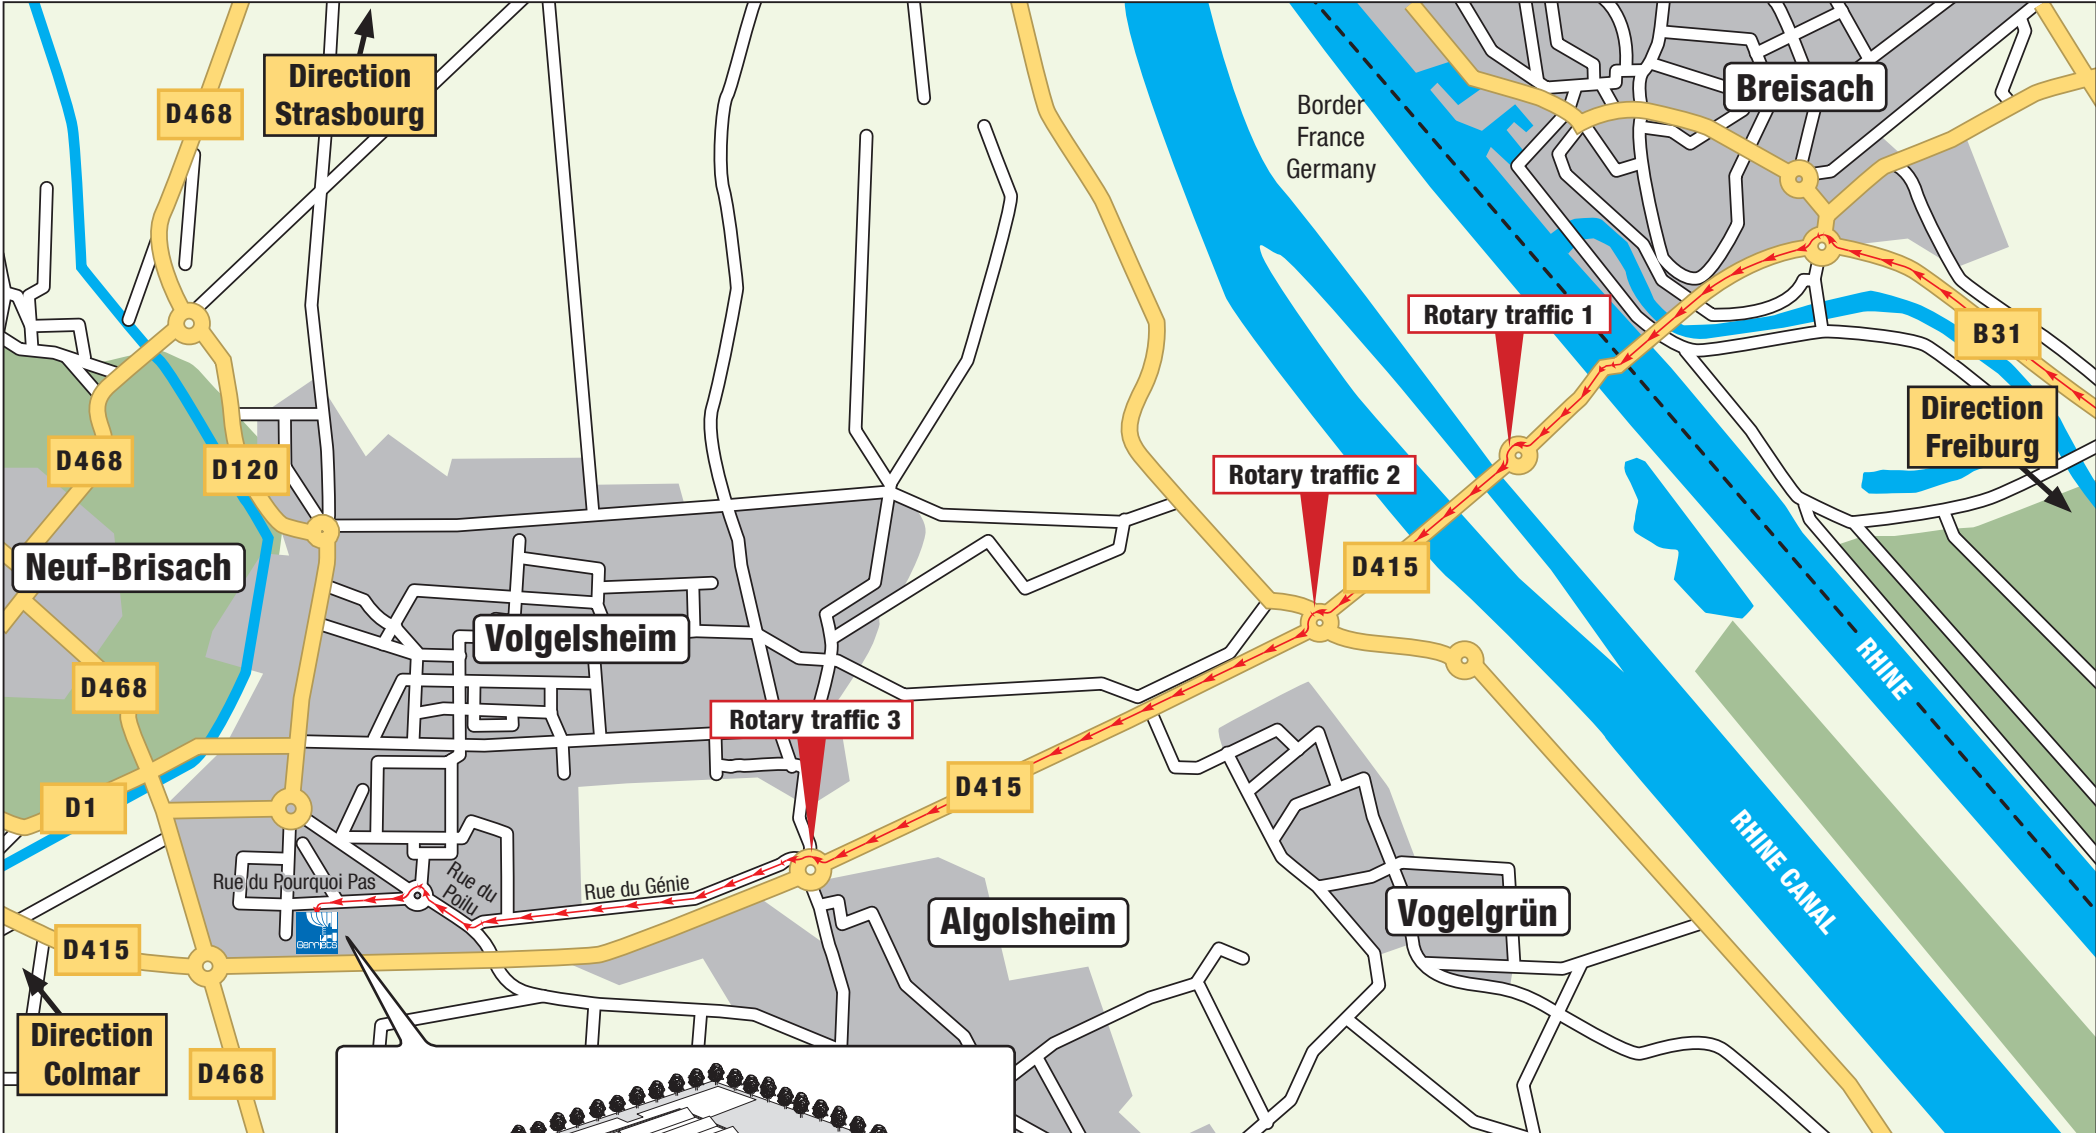 Direction
Strasbourg
D468
Breisach
Border
France
Germany
Rotary traffic 1
B31
Direction
Freiburg
D468
D120
Rotary traffic 2
D415
Neuf-Brisach
Volgelsheim
RHINE
D468
Rotary traffic 3
D415
D1
RHINE CANAL
Rue du Pourquoi Pas
Rue du
Poilu
Rue du Génie
Vogelgrün
Algolsheim
Gerriets
D415
Direction
Colmar
D468